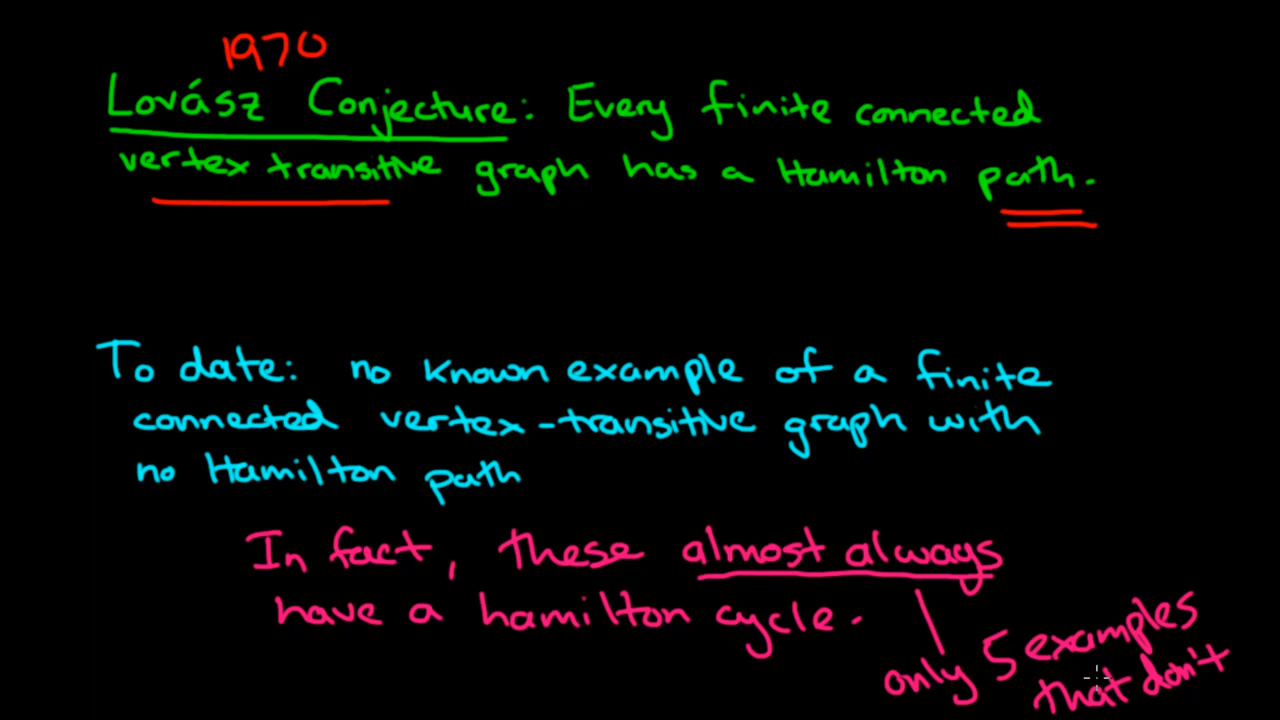 1970
Lovász Conjecture: Every finite connected
vertex transitive graph has a Hamilton path.
To date: no known example of a finite
connected vertex-transitive graph with
no Hamilton path
In fact, these almost always
have a hamilton cycle.
only 5 examples
that don't